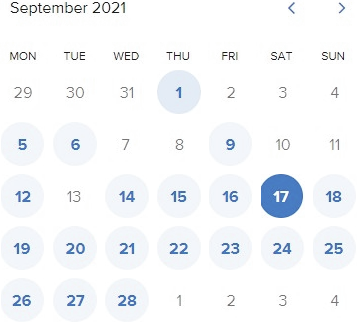 September 2021
MON TUE WED THU FRI SAT SUN
29 30 31 1 2 3 4
5 6 7 8 9 10 11
12 13 14 15 16 17 18
19 20 21 22 23 24 25
26 27 28 1 2 3 4